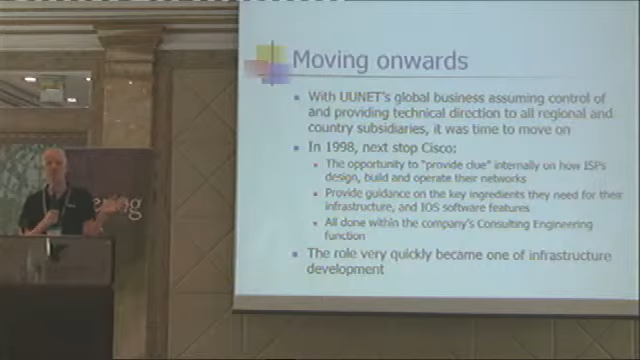 Moving onwards
With UUNET's global business assuming control of
and providing technical direction to all regional and
country subsidiaries, it was time to move on
In 1998, next stop Cisco:
The opportunity to "provide clue" internally on how ISPs
design, build and operate their networks
Provide guidance on the key ingredients they need for their
infrastructure, and IOS software features
All done within the company's Consulting Engineering
function
The role very quickly became one of infrastructure
development